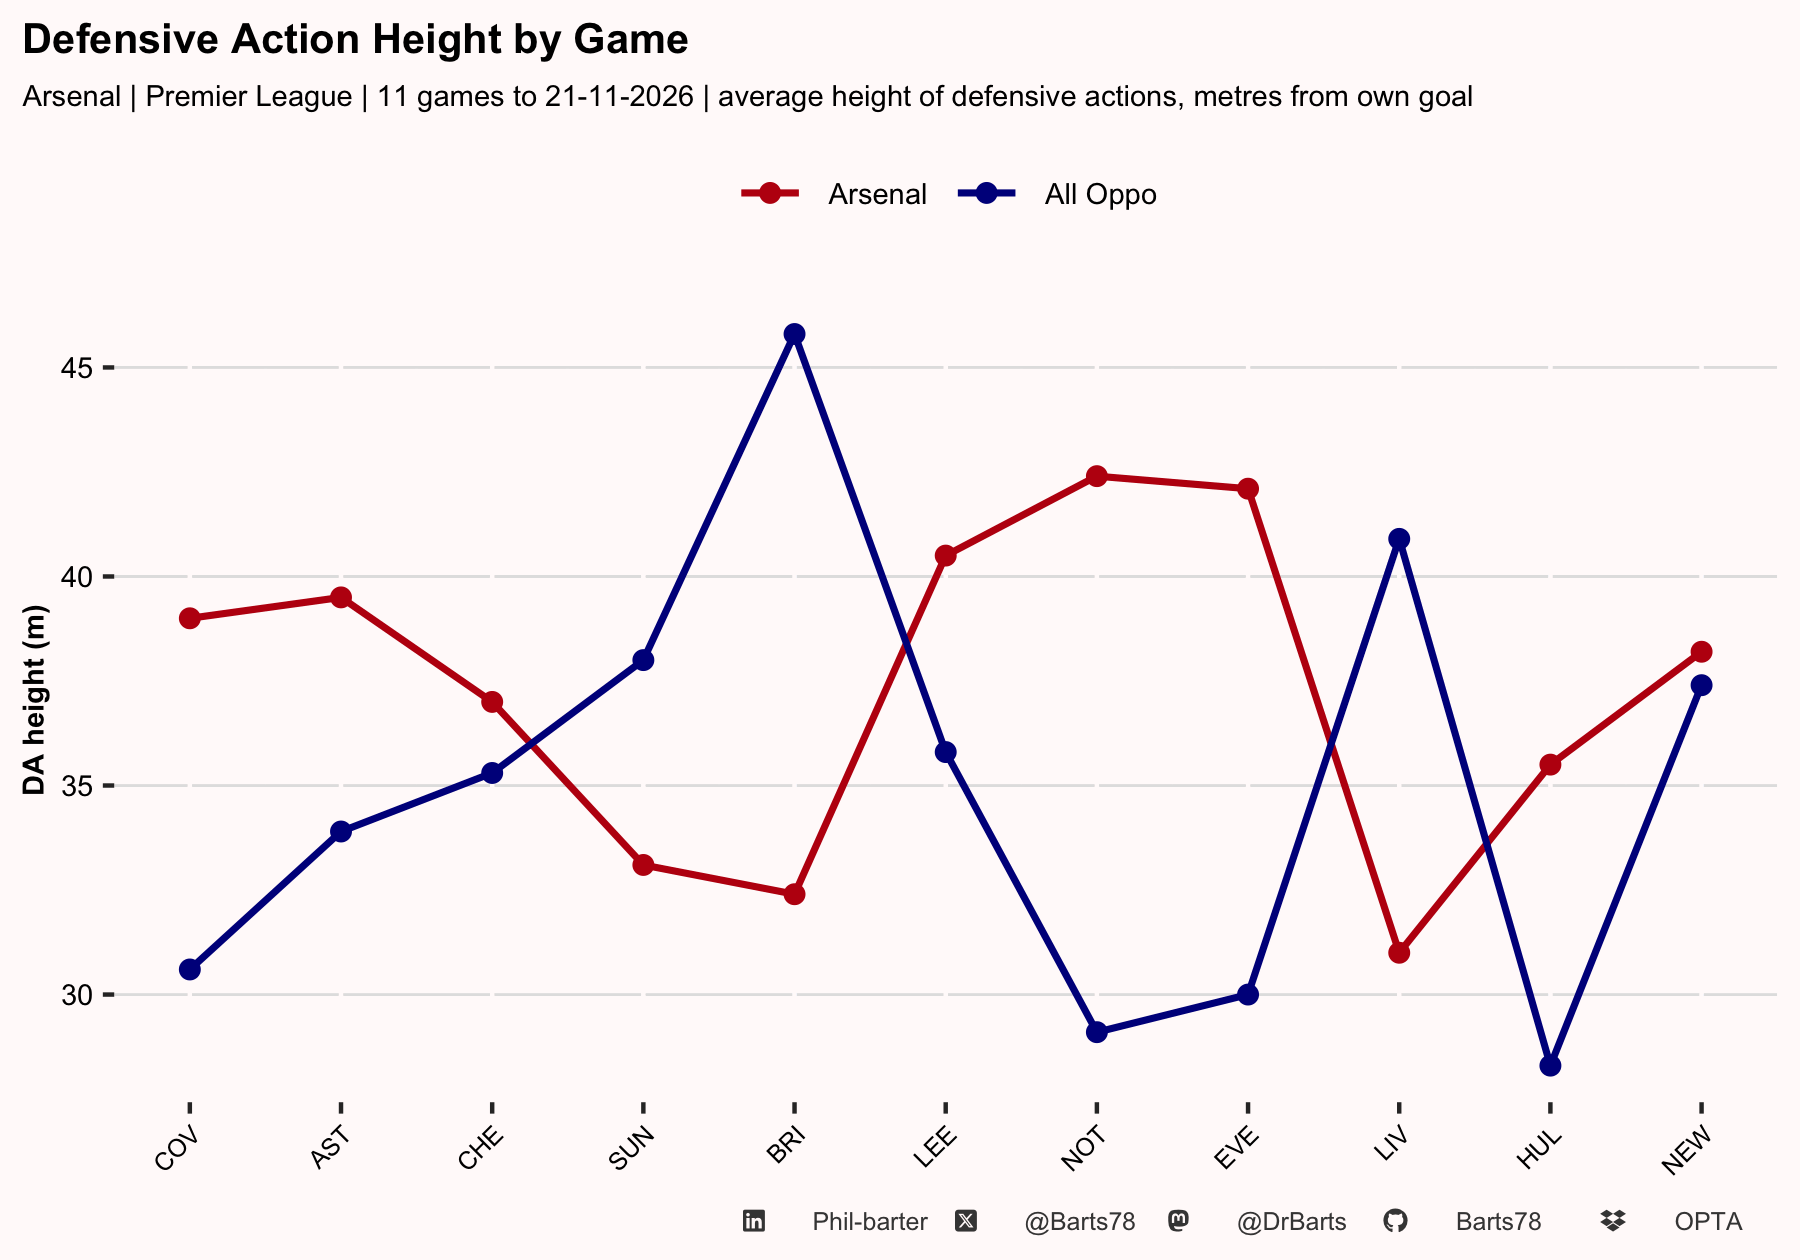 Defensive Action Height by Game
Arsenal | Premier League | 11 games to 21-11-2026 | average height of defensive actions, metres from own goal
Arsenal All Oppo
DA height (m)
45
40
35
30
COV AST CHE SUN BRI LEE NOT EVE LIV HUL NEW
Phil-barter @Barts78 @DrBarts Barts78 OPTA